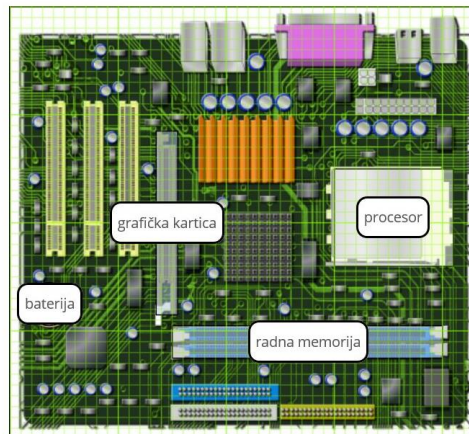 grafička kartica
procesor
baterija
radna memorija